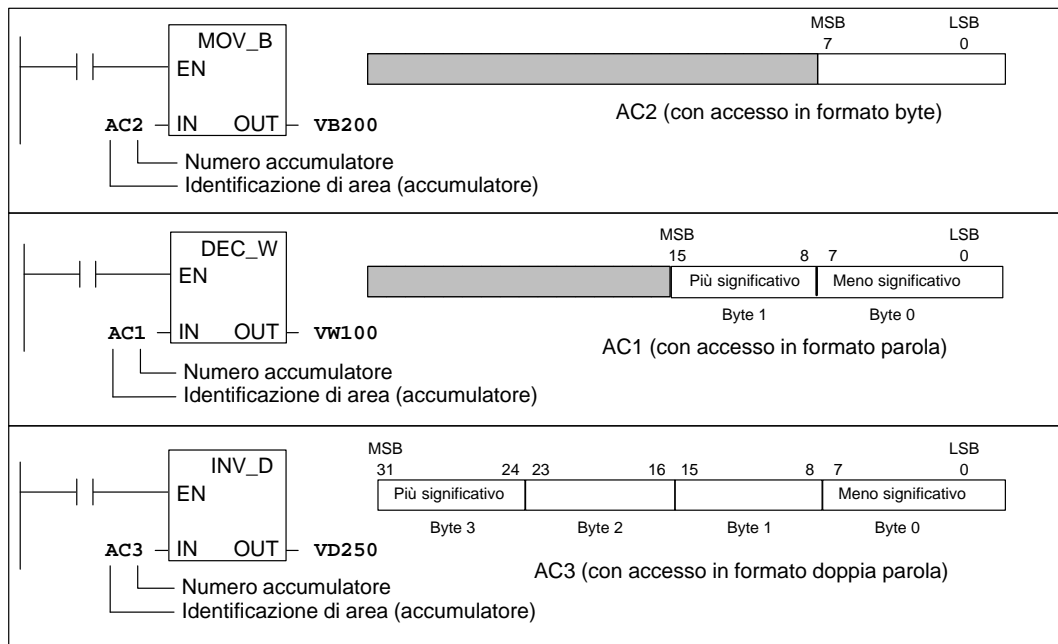 MOV_B
EN
AC2 IN OUT VB200
Numero accumulatore
Identificazione di area (accumulatore)
MSB LSB
7 0
AC2 (con accesso in formato byte)
DEC_W
EN
AC1 IN OUT VW100
Numero accumulatore
Identificazione di area (accumulatore)
MSB LSB
15 8 7 0
Più significativo Meno significativo
Byte 1 Byte 0
AC1 (con accesso in formato parola)
INV_D
EN
AC3 IN OUT VD250
Numero accumulatore
Identificazione di area (accumulatore)
MSB LSB
31 24 23 16 15 8 7 0
Più significativo Meno significativo
Byte 3 Byte 2 Byte 1 Byte 0
AC3 (con accesso in formato doppia parola)